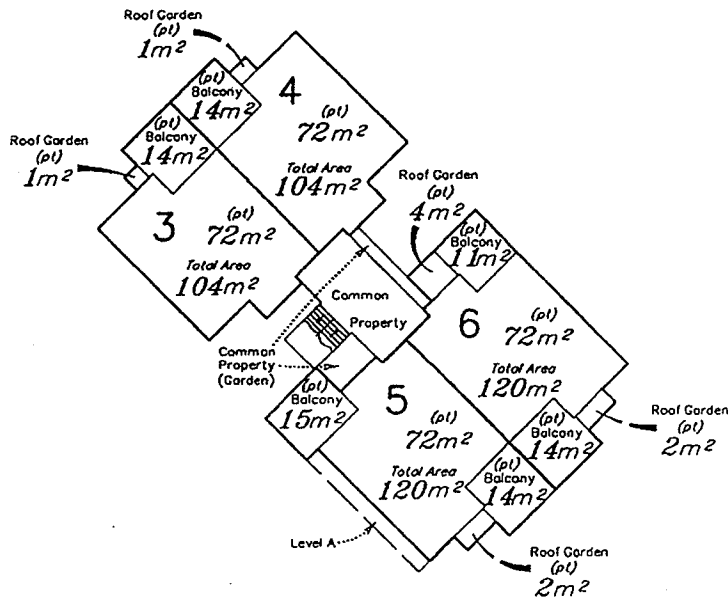 Roof Garden
(pt)
1m²
(pt)
Balcony
14m²
4
(pt)
72m²
Total Area
104m²
Roof Garden
(pt)
1m²
(pt)
Balcony
14m²
3
(pt)
72m²
Total Area
104m²
Roof Garden
(pt)
4m²
(pt)
Balcony
11m²
6
(pt)
72m²
Total Area
120m²
Common
Property
Common
Property
(Garden)
(pt)
Balcony
15m²
5
(pt)
72m²
Total Area
120m²
(pt)
Balcony
14m²
Roof Garden
(pt)
2m²
(pt)
Balcony
14m²
Level A
Roof Garden
(pt)
2m²